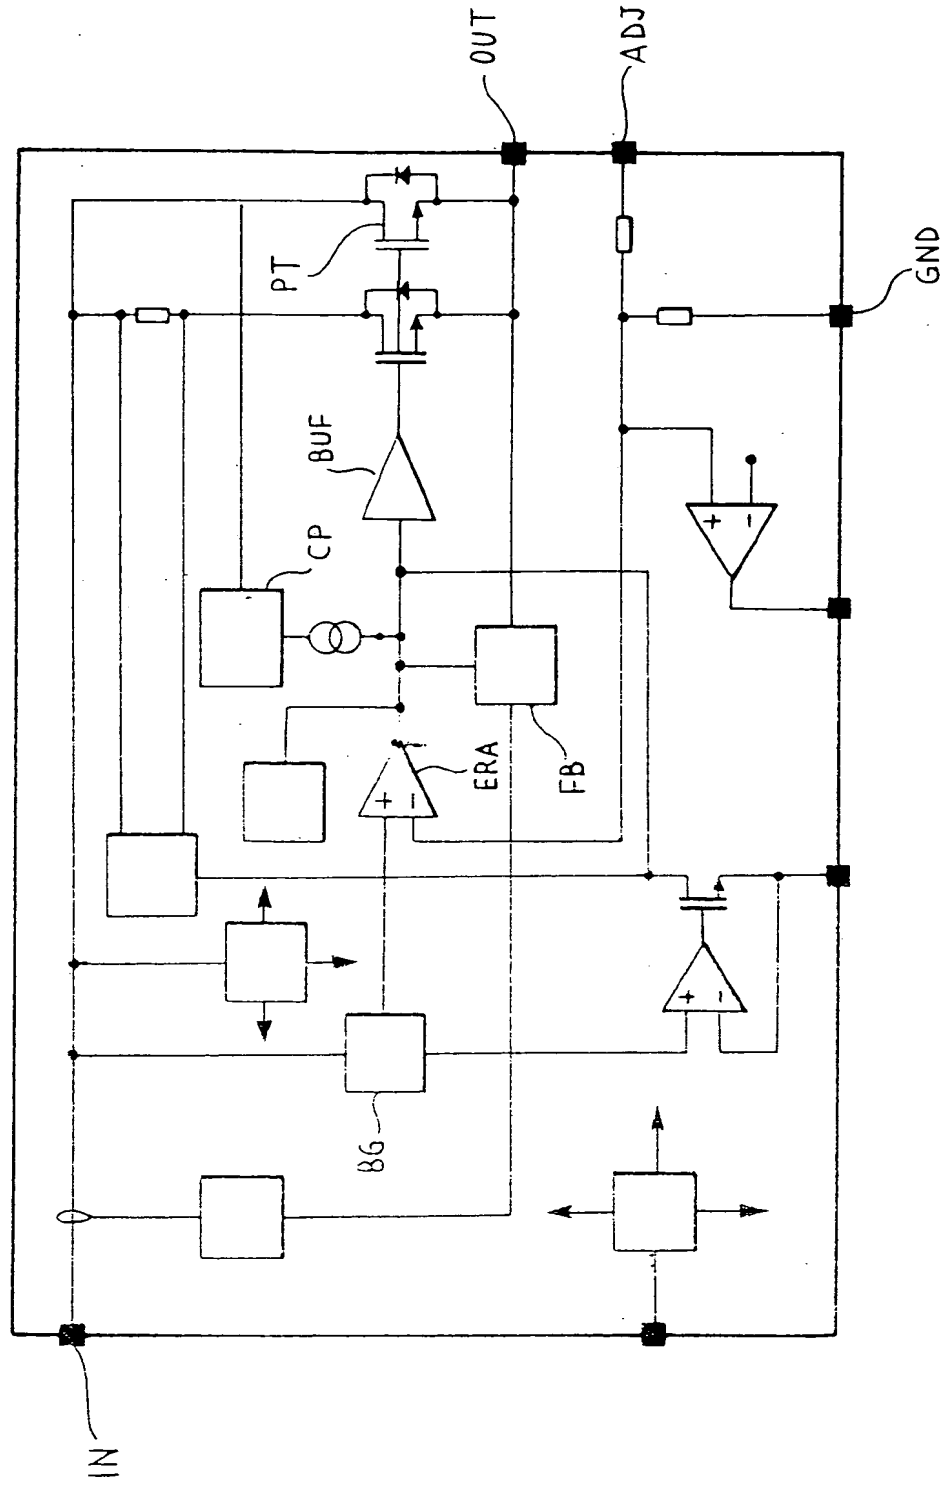 OUT
ADJ
PT
GND
BUF
+
−
CP
ERA
FB
+
−
+
−
BG
IN